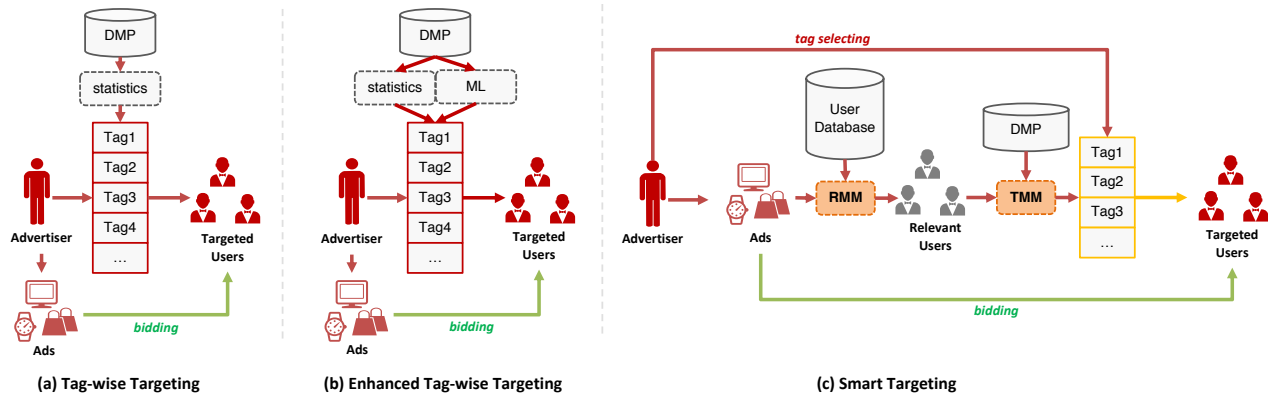 DMP
statistics
Tag1
Tag2
Tag3
Tag4
...
Advertiser
Targeted
Users
bidding
Ads
(a) Tag-wise Targeting
DMP
statistics
ML
Tag1
Tag2
Tag3
Tag4
...
Advertiser
Targeted
Users
bidding
Ads
(b) Enhanced Tag-wise Targeting
tag selecting
User
Database
DMP
Tag1
Tag2
Tag3
...
RMM
TMM
Advertiser
Ads
Relevant
Users
Targeted
Users
bidding
(c) Smart Targeting